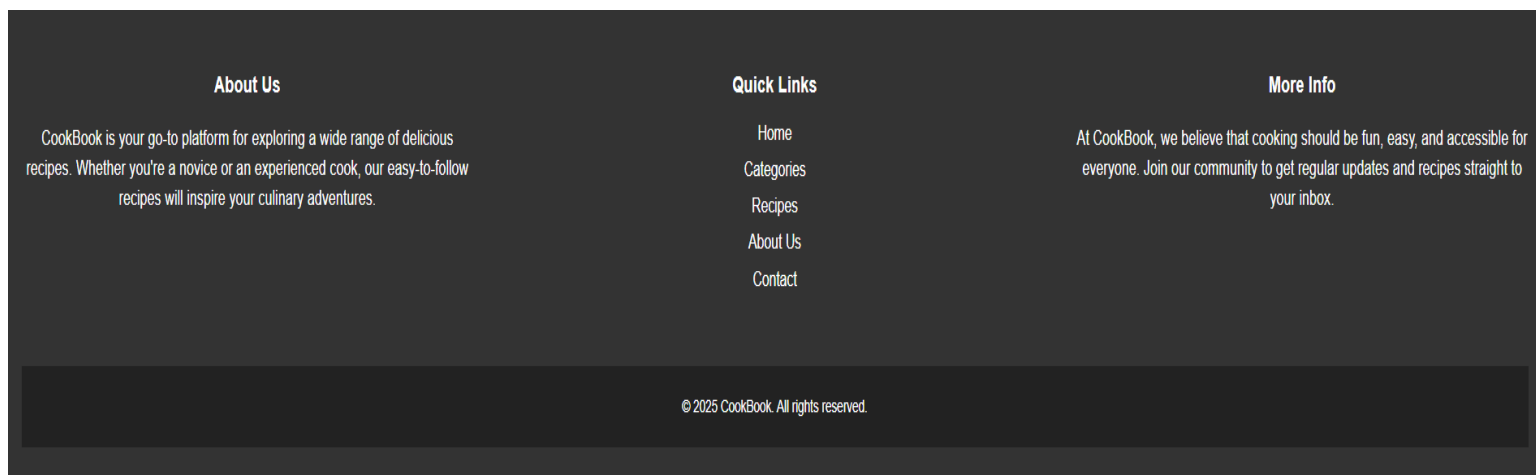 About Us
CookBook is your go-to platform for exploring a wide range of delicious
recipes. Whether you're a novice or an experienced cook, our easy-to-follow
recipes will inspire your culinary adventures.
Quick Links
Home
Categories
Recipes
About Us
Contact
More Info
At CookBook, we believe that cooking should be fun, easy, and accessible for
everyone. Join our community to get regular updates and recipes straight to
your inbox.
© 2025 CookBook. All rights reserved.